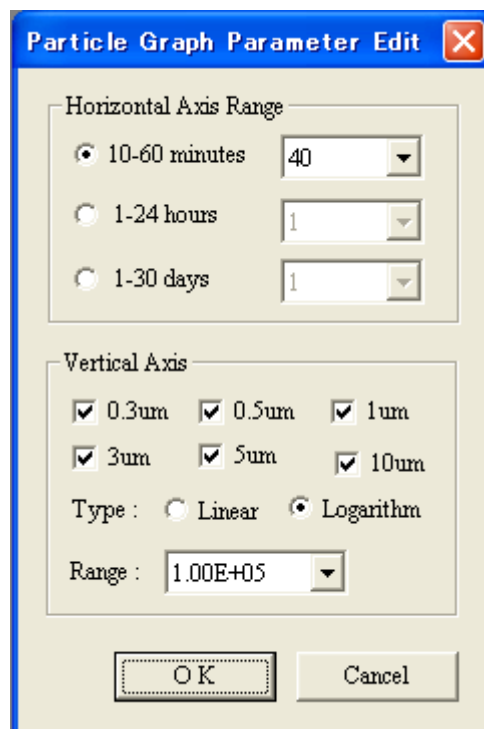 Particle Graph Parameter Edit
Horizontal Axis Range
10-60 minutes 40
1-24 hours 1
1-30 days 1
Vertical Axis
0.3um 0.5um 1um
3um 5um 10um
Type : Linear Logarithm
Range : 1.00E+05
OK Cancel